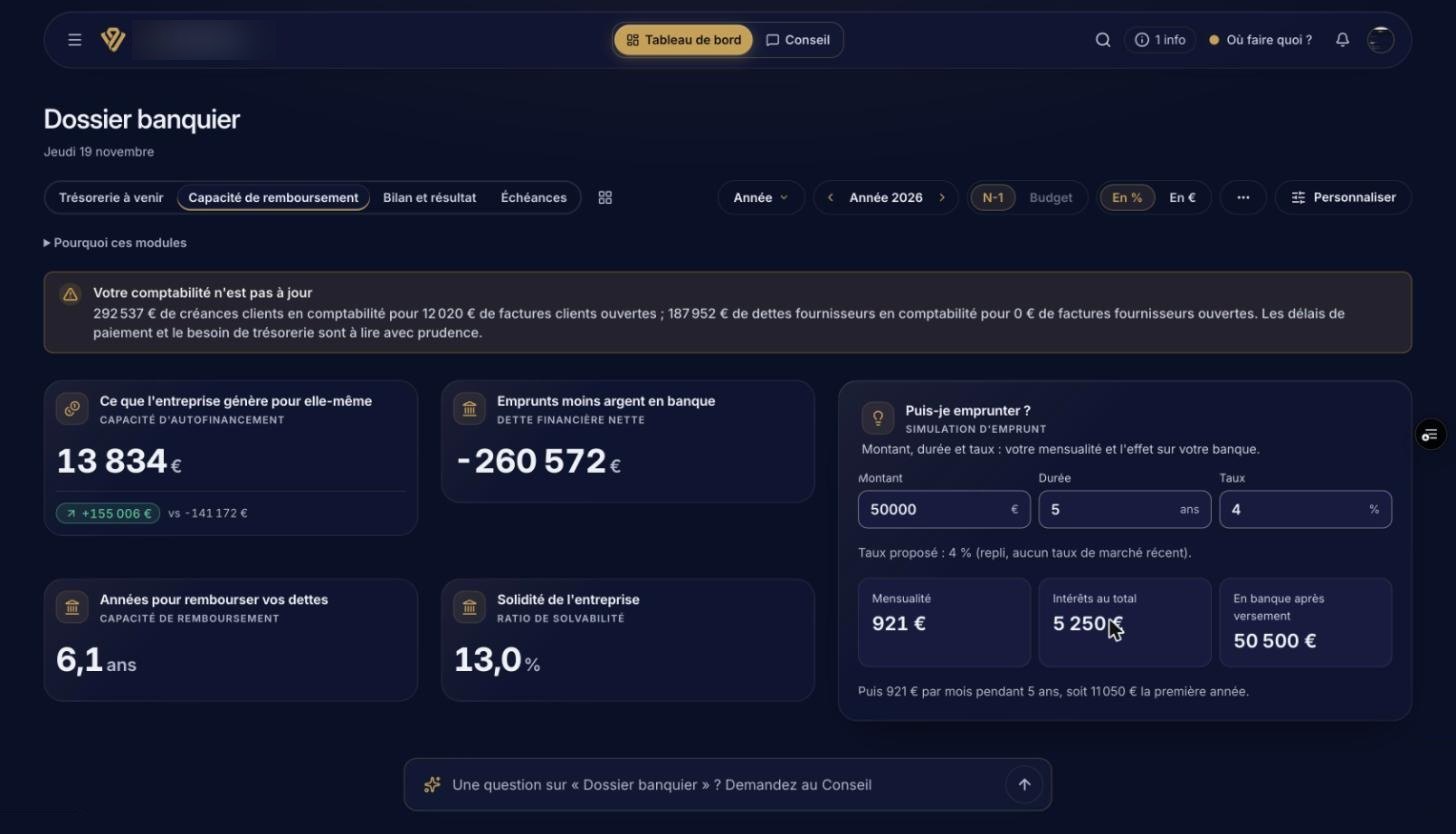 Tableau de bord
Conseil
1 info
Où faire quoi ?
Dossier banquier
Jeudi 19 novembre
Trésorerie à venir
Capacité de remboursement
Bilan et résultat
Échéances
Année
Année 2026
N-1
Budget
En %
En €
Personnaliser
Pourquoi ces modules
Votre comptabilité n'est pas à jour
292 537 € de créances clients en comptabilité pour 12 020 € de factures clients ouvertes ; 187 952 € de dettes fournisseurs en comptabilité pour 0 € de factures fournisseurs ouvertes. Les délais de
paiement et le besoin de trésorerie sont à lire avec prudence.
Ce que l'entreprise génère pour elle-même
CAPACITÉ D'AUTOFINANCEMENT
13 834 €
+155 006 € vs -141 172 €
Emprunts moins argent en banque
DETTE FINANCIÈRE NETTE
-260 572 €
Années pour rembourser vos dettes
CAPACITÉ DE REMBOURSEMENT
6,1 ans
Solidité de l'entreprise
RATIO DE SOLVABILITÉ
13,0 %
Puis-je emprunter ?
SIMULATION D'EMPRUNT
Montant, durée et taux : votre mensualité et l'effet sur votre banque.
Montant
50000 €
Durée
5 ans
Taux
4 %
Taux proposé : 4 % (repli, aucun taux de marché récent).
Mensualité
921 €
Intérêts au total
5 250 €
En banque après
versement
50 500 €
Puis 921 € par mois pendant 5 ans, soit 11 050 € la première année.
Une question sur « Dossier banquier » ? Demandez au Conseil